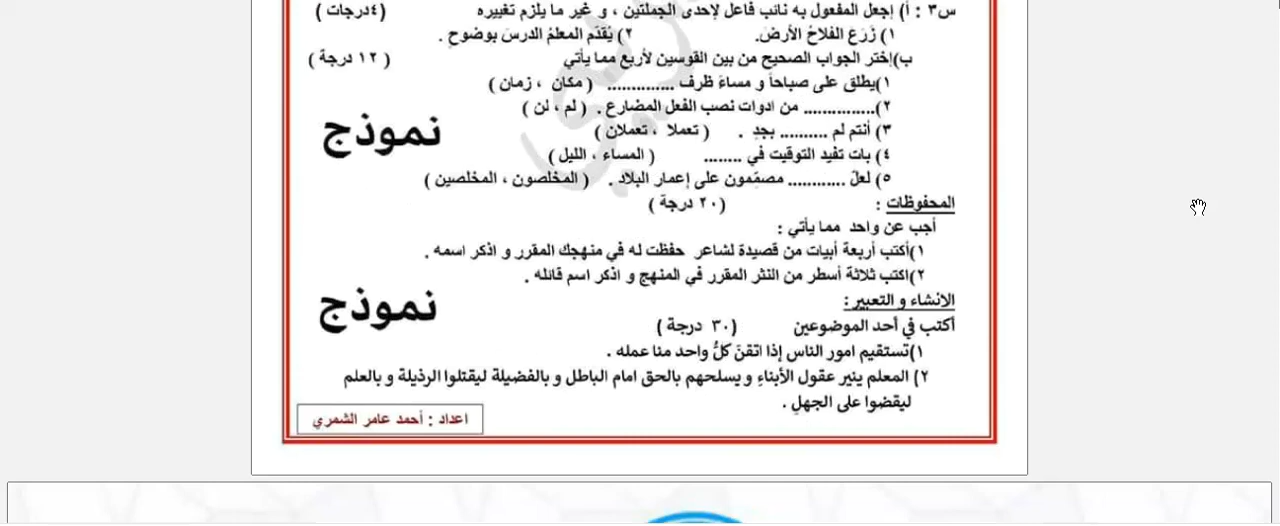 س٣ : أ) إجعل المفعول به نائب فاعل لإحدى الجملتين ، و غير ما يلزم تغييره (٤درجات )
١) زَرَعَ الفلاحُ الأرضَ. ٢) يُقدّم المعلمُ الدرسَ بوضوحٍ .
ب)إختر الجواب الصحيح من بين القوسين لأربع مما يأتي ( ١٢ درجة )
١)يطلق على صباحاً و مساءً ظرف .............. ( مكان ، زمان )
٢)............... من ادوات نصب الفعل المضارع . ( لم ، لن )
٣) أنتم لم .......... بجدٍ . ( تعملا ، تعملان )
نموذج
٤) بات تفيد التوقيت في ........ ( المساء ، الليل )
٥) لعلّ ............ مصمّمون على إعمار البلاد . ( المخلصون ، المخلصين )
المحفوظات : (٢٠ درجة )
أجب عن واحد مما يأتي :
١)أكتب أربعة أبيات من قصيدة لشاعر حفظت له في منهجك المقرر و اذكر اسمه .
٢)اكتب ثلاثة أسطر من النثر المقرر في المنهج و اذكر اسم قائله .
الانشاء و التعبير:
نموذج
أكتب في أحد الموضوعين (٣٠ درجة )
١)تستقيم امور الناس إذا اتقنَ كلُّ واحد منا عمله .
٢) المعلم ينير عقول الأبناءِ و يسلحهم بالحق امام الباطل و بالفضيلة ليقتلوا الرذيلة و بالعلم
ليقضوا على الجهلِ .
اعداد : أحمد عامر الشمري